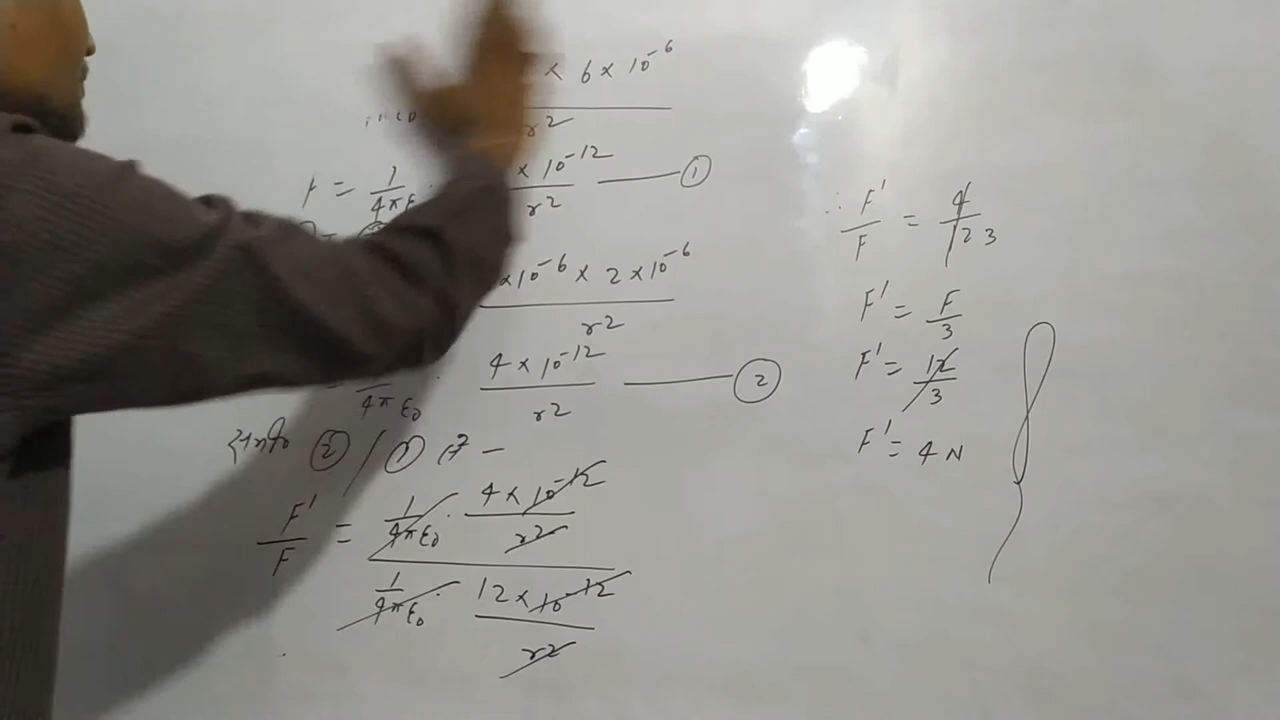 × 6 × 10⁻⁶
r2
= 1/4πε × 10⁻¹² / r2 —— ①
×10⁻⁶ × 2 ×10⁻⁶
r2
4πε₀ · 4 × 10⁻¹² / r2 —— ②
② / ① से –
F' / F = 1/4πε₀ · 4 × 10⁻¹² / r2
1/4πε₀ · 12 × 10⁻¹² / r2
∴ F' / F = 4 / 12 3
F' = F / 3
F' = 12 / 3
F' = 4 N